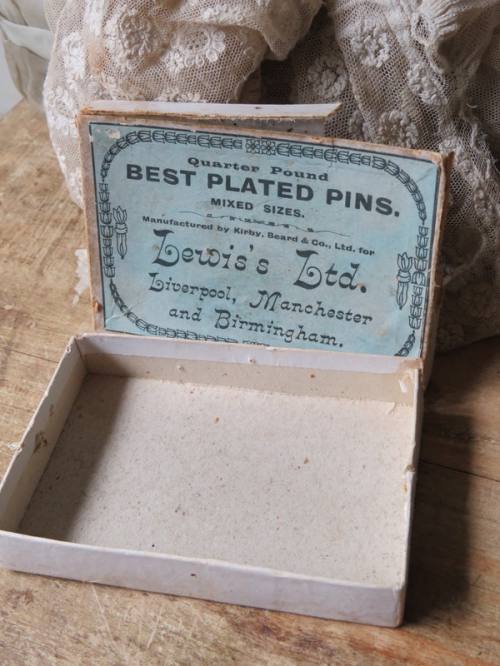 Quarter Pound
BEST PLATED PINS.
MIXED SIZES.
Manufactured by Kirby, Beard & Co., Ltd. for
Lewis's Ltd.
Liverpool, Manchester
and Birmingham.